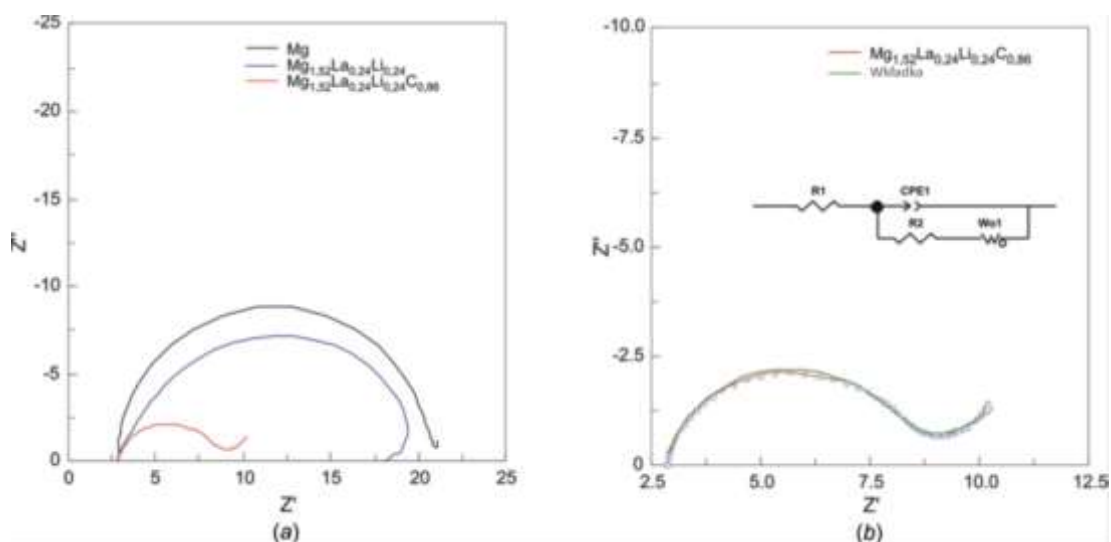 -25
-20
-15
-10
-5
0
Z''
0 5 10 15 20 25
Z'
(a)
Mg
Mg₁,₅₂La₀,₂₄Li₀,₂₄
Mg₁,₅₂La₀,₂₄Li₀,₂₄C₀,₈₆
-10.0
-7.5
-5.0
-2.5
0
Z''
2.5 5.0 7.5 10.0 12.5
Z'
(b)
Mg₁,₅₂La₀,₂₄Li₀,₂₄C₀,₈₆
Wkładka
R1 CPE1
R2 Wo1